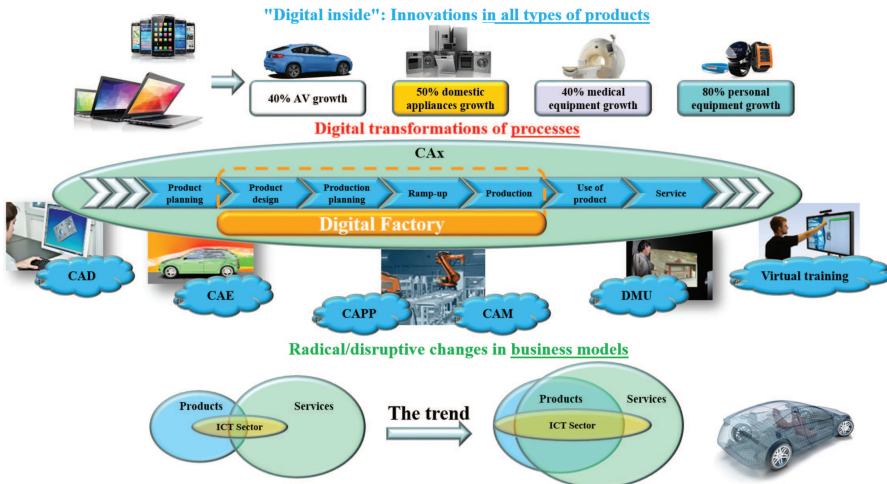 "Digital inside": Innovations in all types of products
40% AV growth
50% domestic
appliances growth
40% medical
equipment growth
80% personal
equipment growth
Digital transformations of processes
CAx
Product
planning
Product
design
Production
planning
Ramp-up
Production
Use of
product
Service
Digital Factory
CAD
CAE
CAPP
CAM
DMU
Virtual training
Radical/disruptive changes in business models
Products
Services
ICT Sector
The trend
Products
Services
ICT Sector